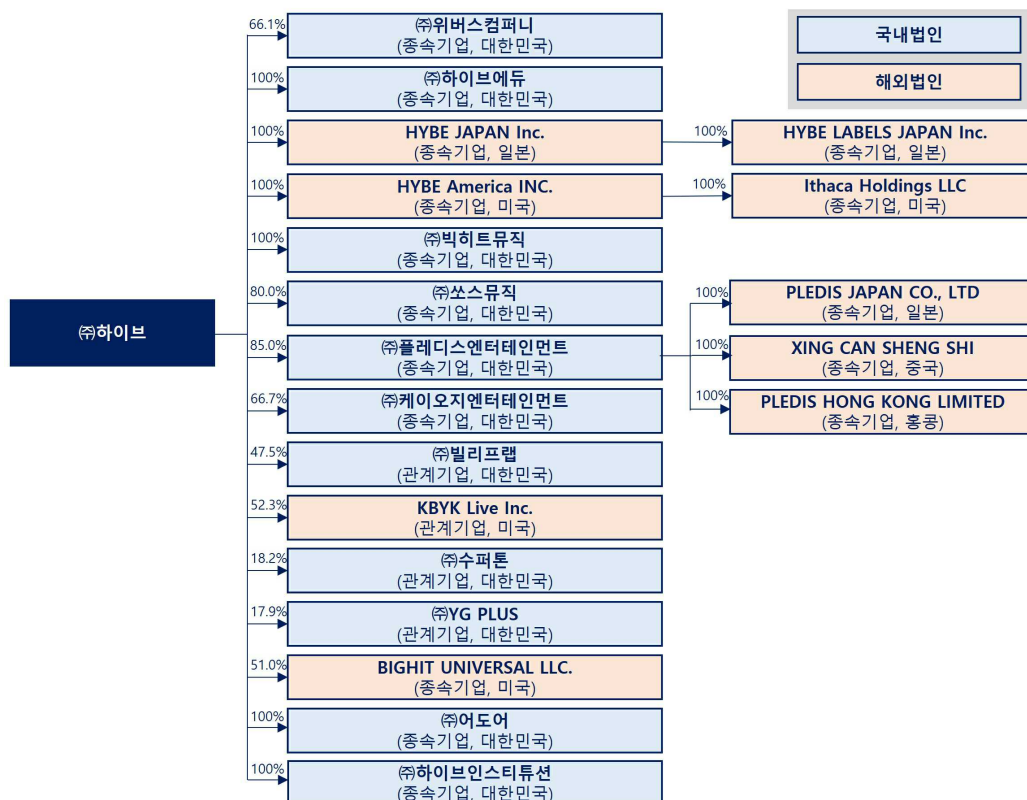 ㈜하이브
66.1%
㈜위버스컴퍼니
(종속기업, 대한민국)
100%
㈜하이브에듀
(종속기업, 대한민국)
100%
HYBE JAPAN Inc.
(종속기업, 일본)
100%
HYBE LABELS JAPAN Inc.
(종속기업, 일본)
100%
HYBE America INC.
(종속기업, 미국)
100%
Ithaca Holdings LLC
(종속기업, 미국)
100%
㈜빅히트뮤직
(종속기업, 대한민국)
80.0%
㈜쏘스뮤직
(종속기업, 대한민국)
85.0%
㈜플레디스엔터테인먼트
(종속기업, 대한민국)
100%
PLEDIS JAPAN CO., LTD
(종속기업, 일본)
100%
XING CAN SHENG SHI
(종속기업, 중국)
100%
PLEDIS HONG KONG LIMITED
(종속기업, 홍콩)
66.7%
㈜케이오지엔터테인먼트
(종속기업, 대한민국)
47.5%
㈜빌리프랩
(관계기업, 대한민국)
52.3%
KBYK Live Inc.
(관계기업, 미국)
18.2%
㈜수퍼톤
(관계기업, 대한민국)
17.9%
㈜YG PLUS
(관계기업, 대한민국)
51.0%
BIGHIT UNIVERSAL LLC.
(종속기업, 미국)
100%
㈜어도어
(종속기업, 대한민국)
100%
㈜하이브인스티튜션
(종속기업, 대한민국)
국내법인
해외법인